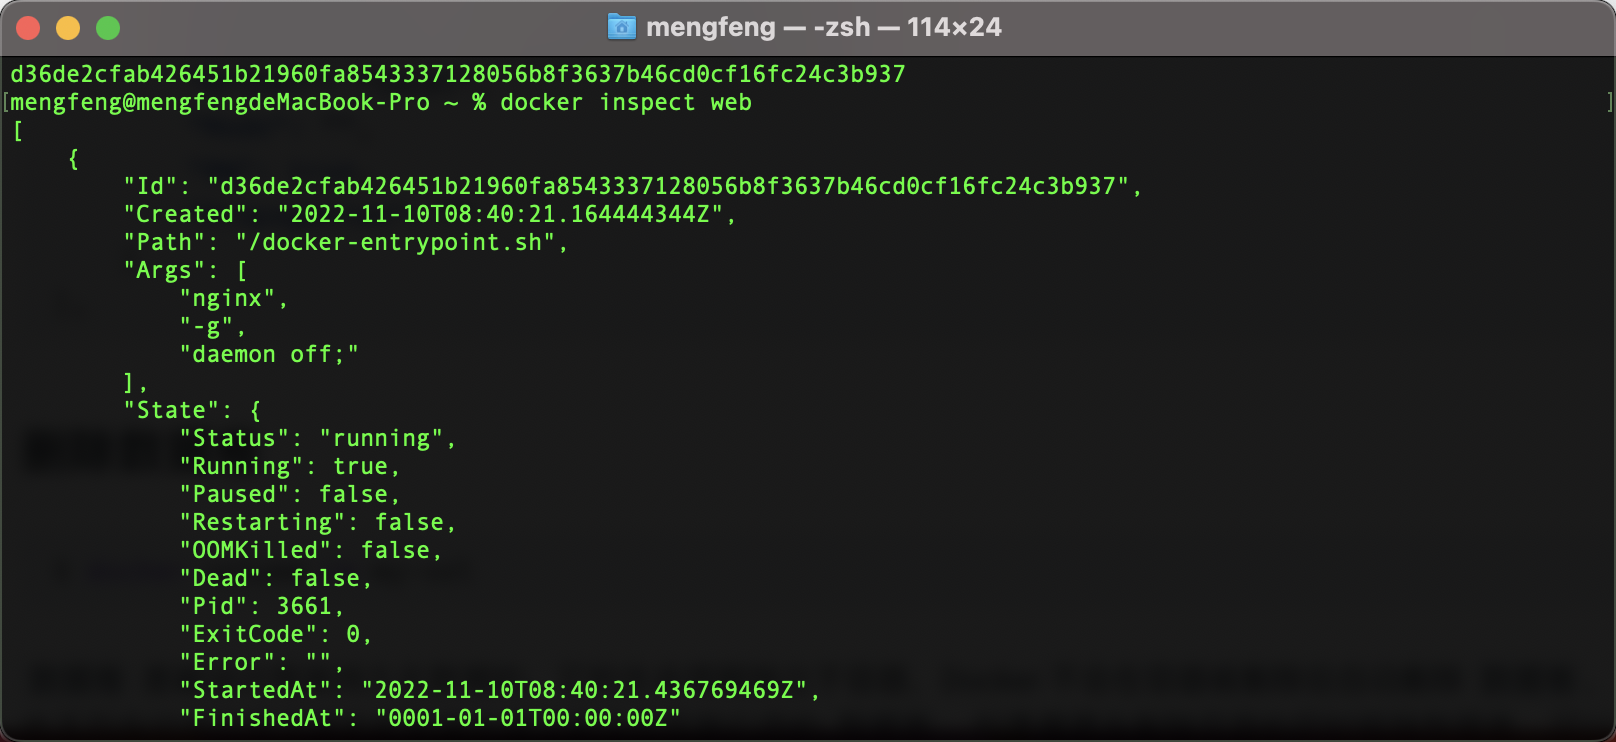 mengfeng — -zsh — 114×24
d36de2cfab426451b21960fa8543337128056b8f3637b46cd0cf16fc24c3b937
[mengfeng@mengfengdeMacBook-Pro ~ % docker inspect web ]
[
    {
        "Id": "d36de2cfab426451b21960fa8543337128056b8f3637b46cd0cf16fc24c3b937",
        "Created": "2022-11-10T08:40:21.164444344Z",
        "Path": "/docker-entrypoint.sh",
        "Args": [
            "nginx",
            "-g",
            "daemon off;"
        ],
        "State": {
            "Status": "running",
            "Running": true,
            "Paused": false,
            "Restarting": false,
            "OOMKilled": false,
            "Dead": false,
            "Pid": 3661,
            "ExitCode": 0,
            "Error": "",
            "StartedAt": "2022-11-10T08:40:21.436769469Z",
            "FinishedAt": "0001-01-01T00:00:00Z"